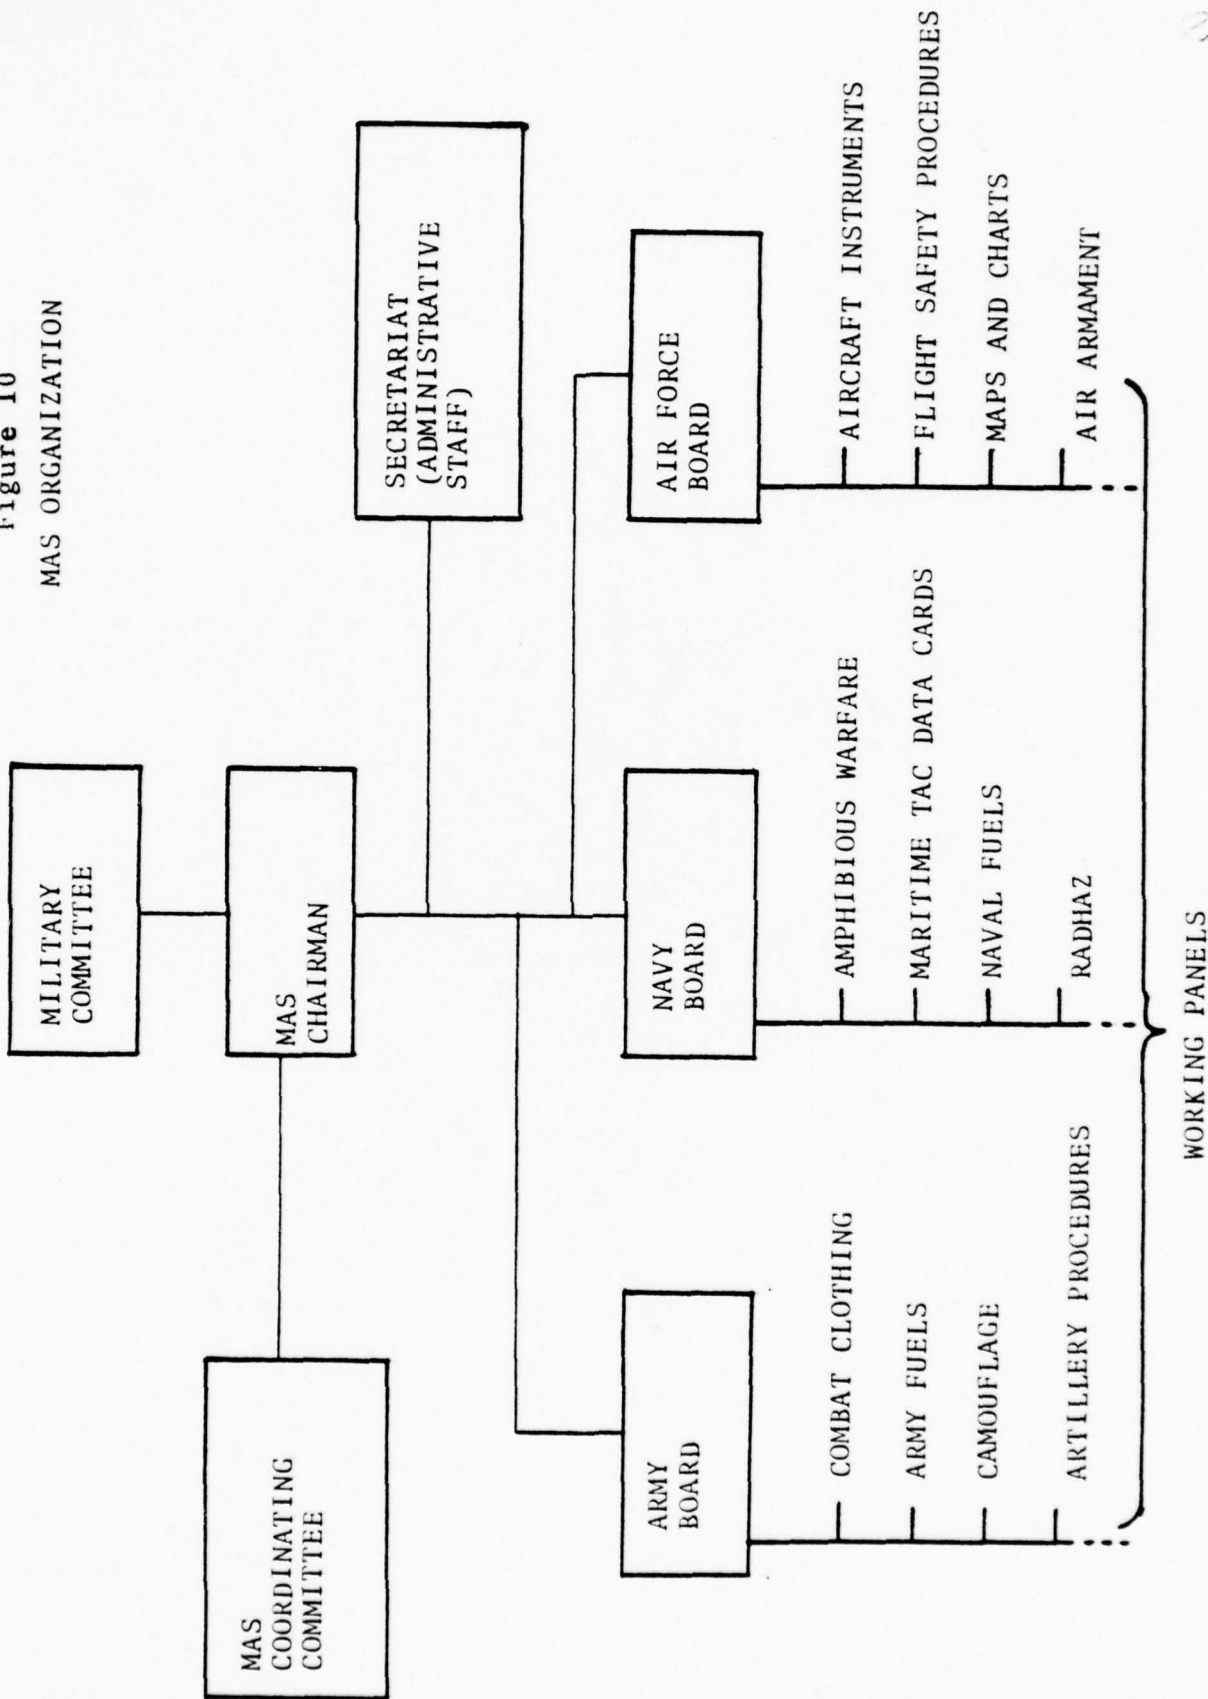 Figure 10
MAS ORGANIZATION
MILITARY
COMMITTEE
MAS
CHAIRMAN
MAS
COORDINATING
COMMITTEE
SECRETARIAT
(ADMINISTRATIVE
STAFF)
ARMY
BOARD
NAVY
BOARD
AIR FORCE
BOARD
COMBAT CLOTHING
ARMY FUELS
CAMOUFLAGE
ARTILLERY PROCEDURES
AMPHIBIOUS WARFARE
MARITIME TAC DATA CARDS
NAVAL FUELS
RADHAZ
AIRCRAFT INSTRUMENTS
FLIGHT SAFETY PROCEDURES
MAPS AND CHARTS
AIR ARMAMENT
WORKING PANELS